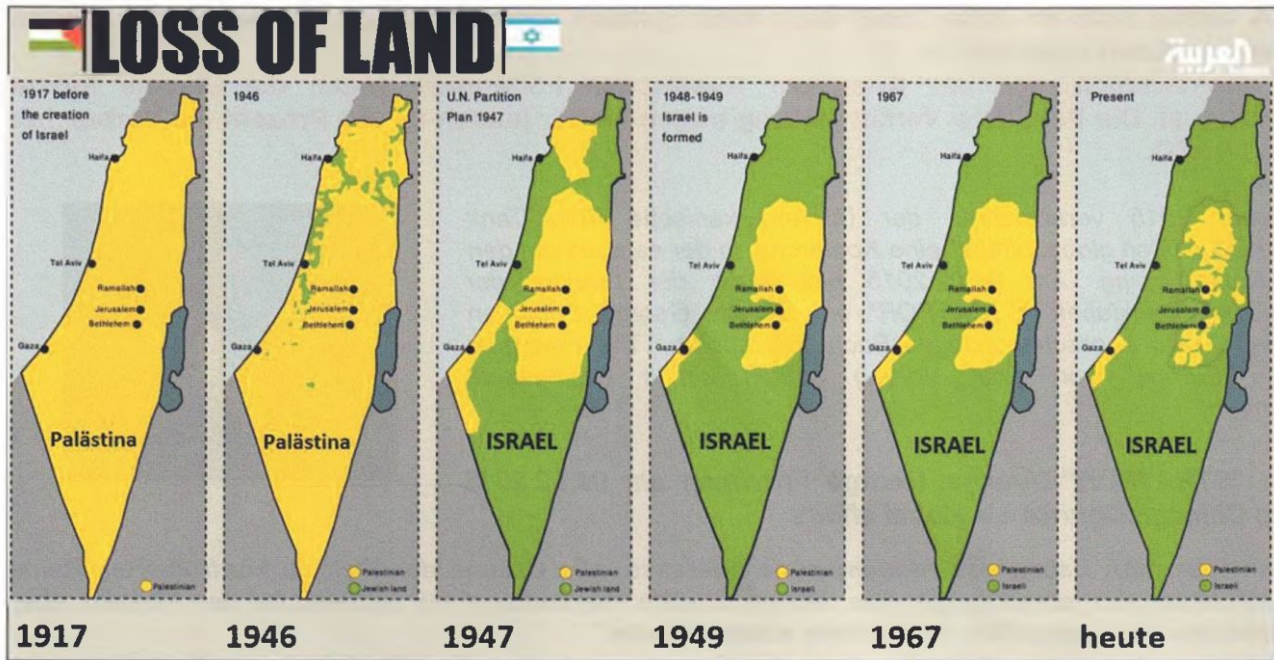 LOSS OF LAND
العربية
1917 before
the creation
of Israel
Haifa
Tel Aviv
Ramallah
Jerusalem
Bethlehem
Gaza
Palästina
Palestinian
1946
Haifa
Tel Aviv
Ramallah
Jerusalem
Bethlehem
Gaza
Palästina
Palestinian
Jewish land
U.N. Partition
Plan 1947
Haifa
Tel Aviv
Ramallah
Jerusalem
Bethlehem
Gaza
ISRAEL
Palestinian
Jewish land
1948-1949
Israel is
formed
Haifa
Tel Aviv
Ramallah
Jerusalem
Bethlehem
Gaza
ISRAEL
Palestinian
Israeli
1967
Haifa
Tel Aviv
Ramallah
Jerusalem
Bethlehem
Gaza
ISRAEL
Palestinian
Israeli
Present
Haifa
Tel Aviv
Ramallah
Jerusalem
Bethlehem
Gaza
ISRAEL
Palestinian
Israeli
1917
1946
1947
1949
1967
heute